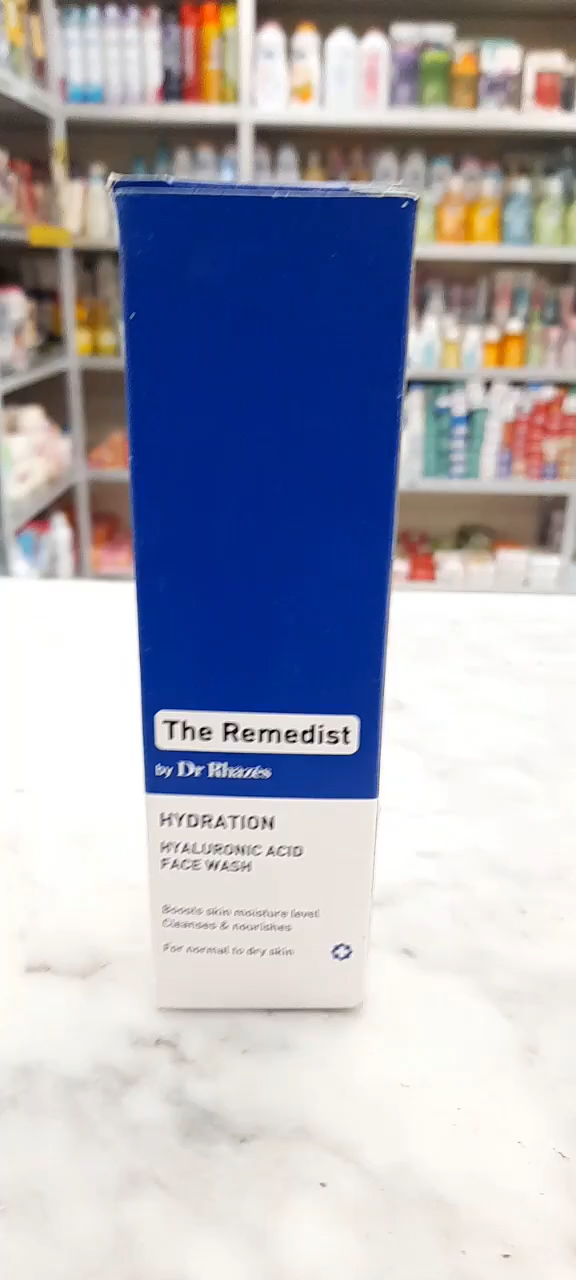 The Remedist
by Dr Rhazes
HYDRATION
HYALURONIC ACID
FACE WASH
Boosts skin moisture level
Cleanses & nourishes
For normal to dry skin